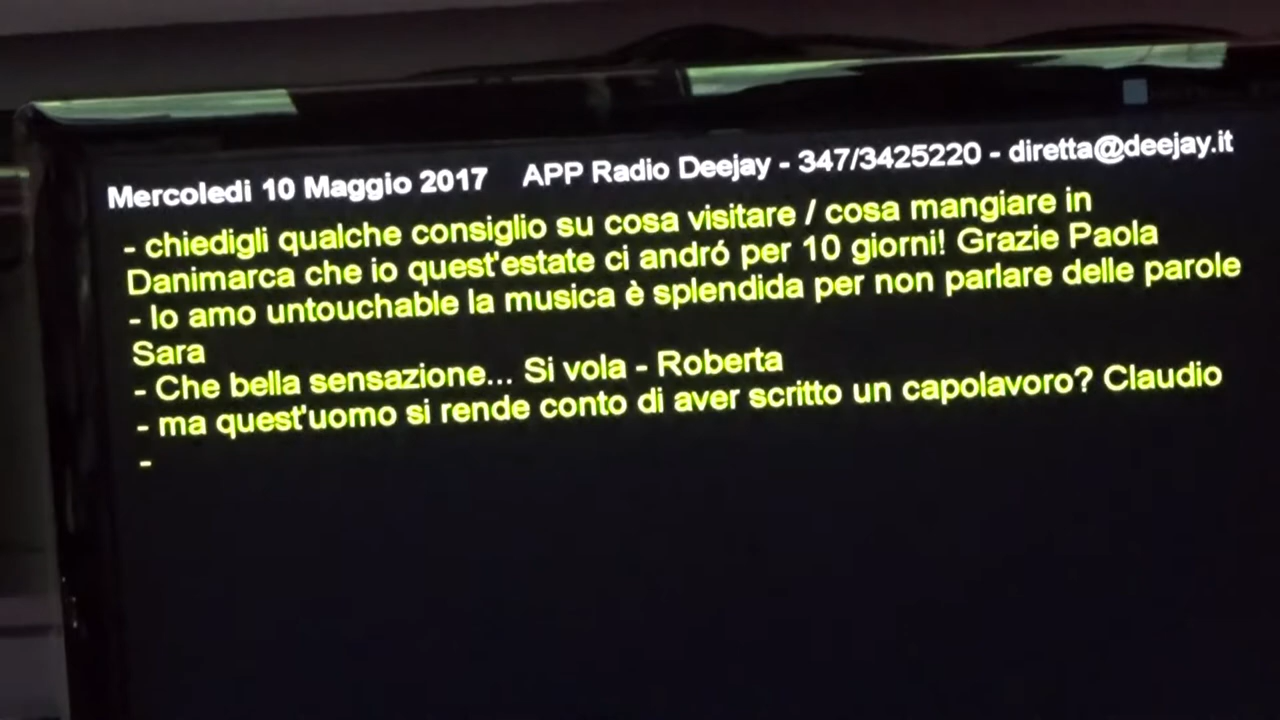 Mercoledì 10 Maggio 2017 APP Radio Deejay - 347/3425220 - diretta@deejay.it
- chiedigli qualche consiglio su cosa visitare / cosa mangiare in
Danimarca che io quest'estate ci andró per 10 giorni! Grazie Paola
- Io amo untouchable la musica è splendida per non parlare delle parole
Sara
- Che bella sensazione... Si vola - Roberta
- ma quest'uomo si rende conto di aver scritto un capolavoro? Claudio
-